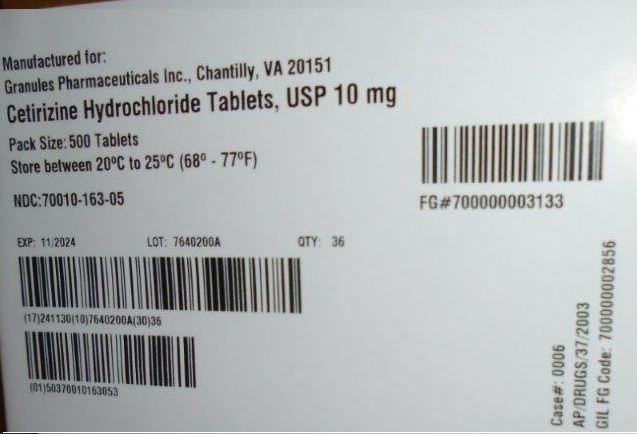 Manufactured for:
Granules Pharmaceuticals Inc., Chantilly, VA 20151
Cetirizine Hydrochloride Tablets, USP 10 mg
Pack Size: 500 Tablets
Store between 20ºC to 25ºC (68º - 77ºF)
NDC:70010-163-05
FG#700000003133
EXP: 11/2024 LOT: 7640200A QTY: 36
(17)241130(10)7640200A(30)36
(01)50370010163053
Case#: 0006
AP/DRUGS/37/2003
GIL FG Code: 700000002856